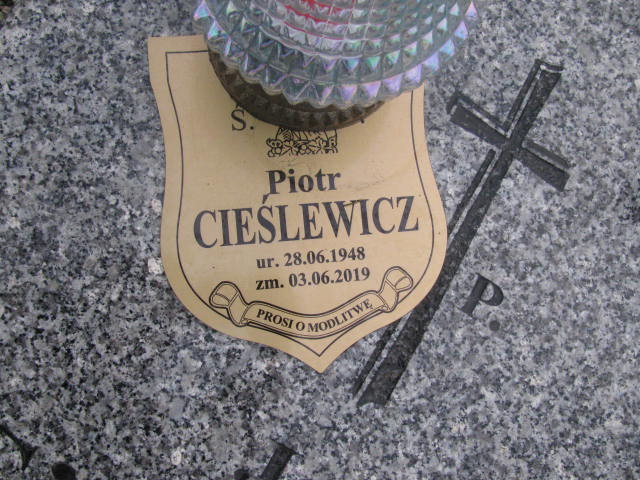 Ś.
Piotr
CIEŚLEWICZ
ur. 28.06.1948
zm. 03.06.2019
PROSI O MODLITWĘ
P.